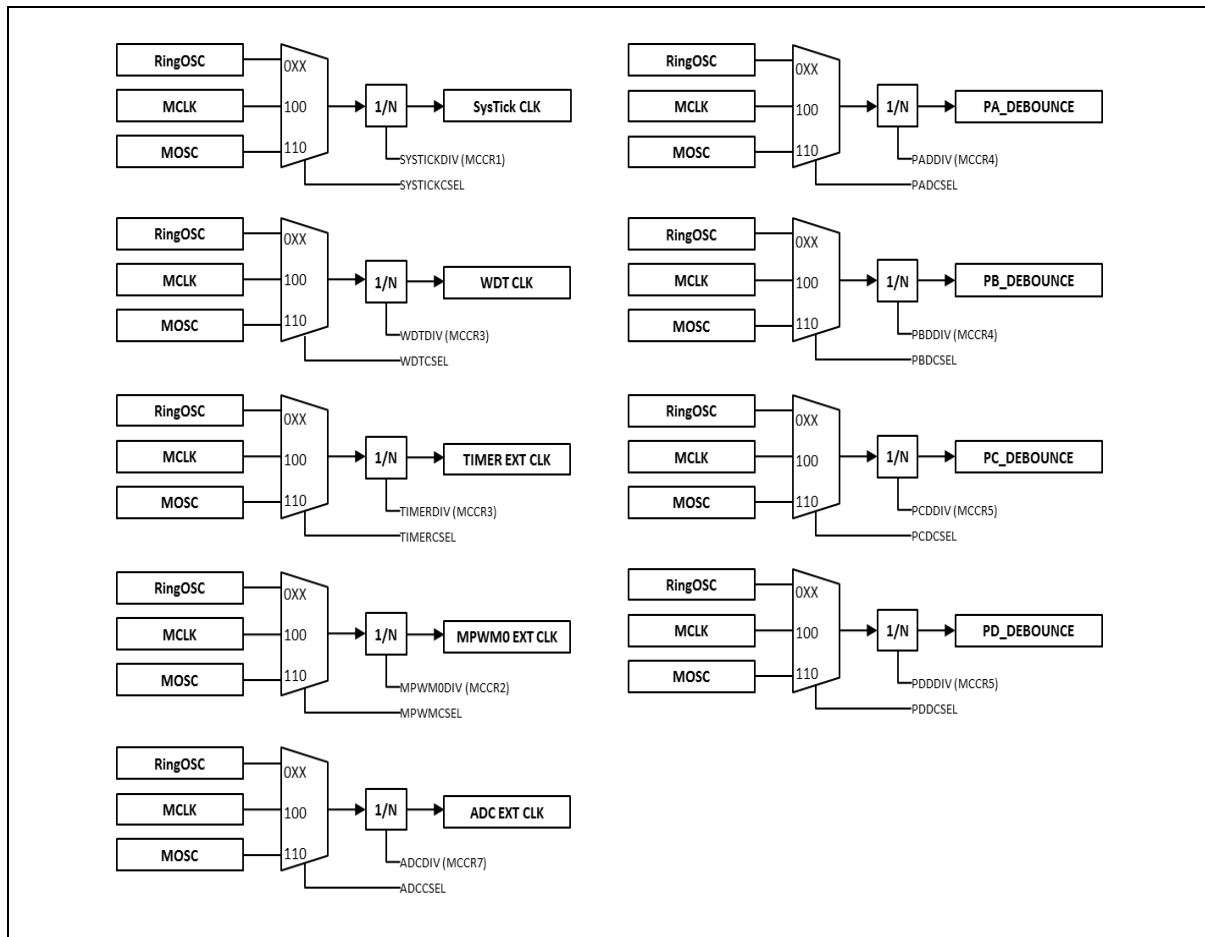 RingOSC
0XX
MCLK
100
1/N
SysTick CLK
MOSC
110
SYSTICKDIV (MCCR1)
SYSTICKCSEL
RingOSC
0XX
MCLK
100
1/N
WDT CLK
MOSC
110
WDTDIV (MCCR3)
WDTCSEL
RingOSC
0XX
MCLK
100
1/N
TIMER EXT CLK
MOSC
110
TIMERDIV (MCCR3)
TIMERCSEL
RingOSC
0XX
MCLK
100
1/N
MPWM0 EXT CLK
MOSC
110
MPWM0DIV (MCCR2)
MPWMCSEL
RingOSC
0XX
MCLK
100
1/N
ADC EXT CLK
MOSC
110
ADCDIV (MCCR7)
ADCCSEL
RingOSC
0XX
MCLK
100
1/N
PA_DEBOUNCE
MOSC
110
PADDIV (MCCR4)
PADCSEL
RingOSC
0XX
MCLK
100
1/N
PB_DEBOUNCE
MOSC
110
PBDDIV (MCCR4)
PBDCSEL
RingOSC
0XX
MCLK
100
1/N
PC_DEBOUNCE
MOSC
110
PCDDIV (MCCR5)
PCDCSEL
RingOSC
0XX
MCLK
100
1/N
PD_DEBOUNCE
MOSC
110
PDDDIV (MCCR5)
PDDCSEL